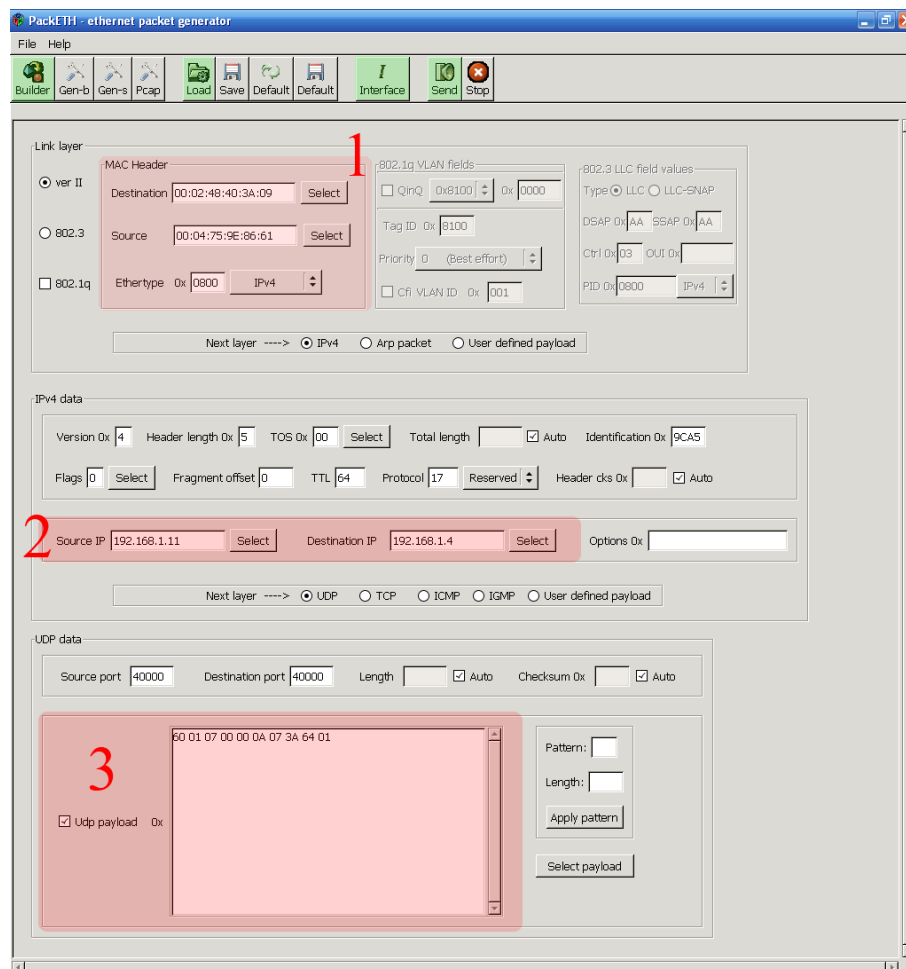 PackETH - ethernet packet generator
File Help
Builder Gen-b Gen-s Pcap Load Save Default Default Interface Send Stop
Link layer
1
MAC Header
802.1q VLAN fields
802.3 LLC field values
ver II
Destination 00:02:48:40:3A:09 Select
QinQ 0x8100 0x 0000
Type LLC LLC-SNAP
802.3
Source 00:04:75:9E:86:61 Select
Tag ID 0x 8100
DSAP 0x AA SSAP 0x AA
Priority 0 (Best effort)
Ctrl 0x 03 OUI 0x
802.1q
Ethertype 0x 0800 IPv4
Cfi VLAN ID 0x 001
PID 0x 0800 IPv4
Next layer ----> IPv4 Arp packet User defined payload
IPv4 data
Version 0x 4 Header length 0x 5 TOS 0x 00 Select Total length Auto Identification 0x 9CA5
Flags 0 Select Fragment offset 0 TTL 64 Protocol 17 Reserved Header cks 0x Auto
2
Source IP 192.168.1.11 Select Destination IP 192.168.1.4 Select Options 0x
Next layer ----> UDP TCP ICMP IGMP User defined payload
UDP data
Source port 40000 Destination port 40000 Length Auto Checksum 0x Auto
60 01 07 00 00 0A 07 3A 64 01
3
Udp payload 0x
Pattern:
Length:
Apply pattern
Select payload